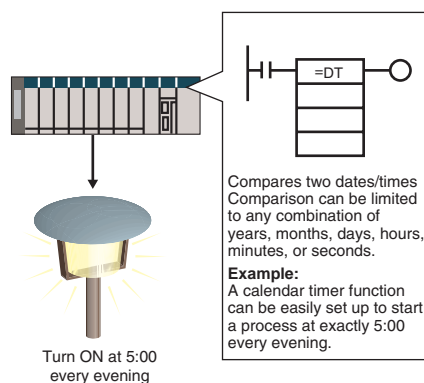 =DT
Compares two dates/times
Comparison can be limited
to any combination of
years, months, days, hours,
minutes, or seconds.
Example:
A calendar timer function
can be easily set up to start
a process at exactly 5:00
every evening.
Turn ON at 5:00
every evening